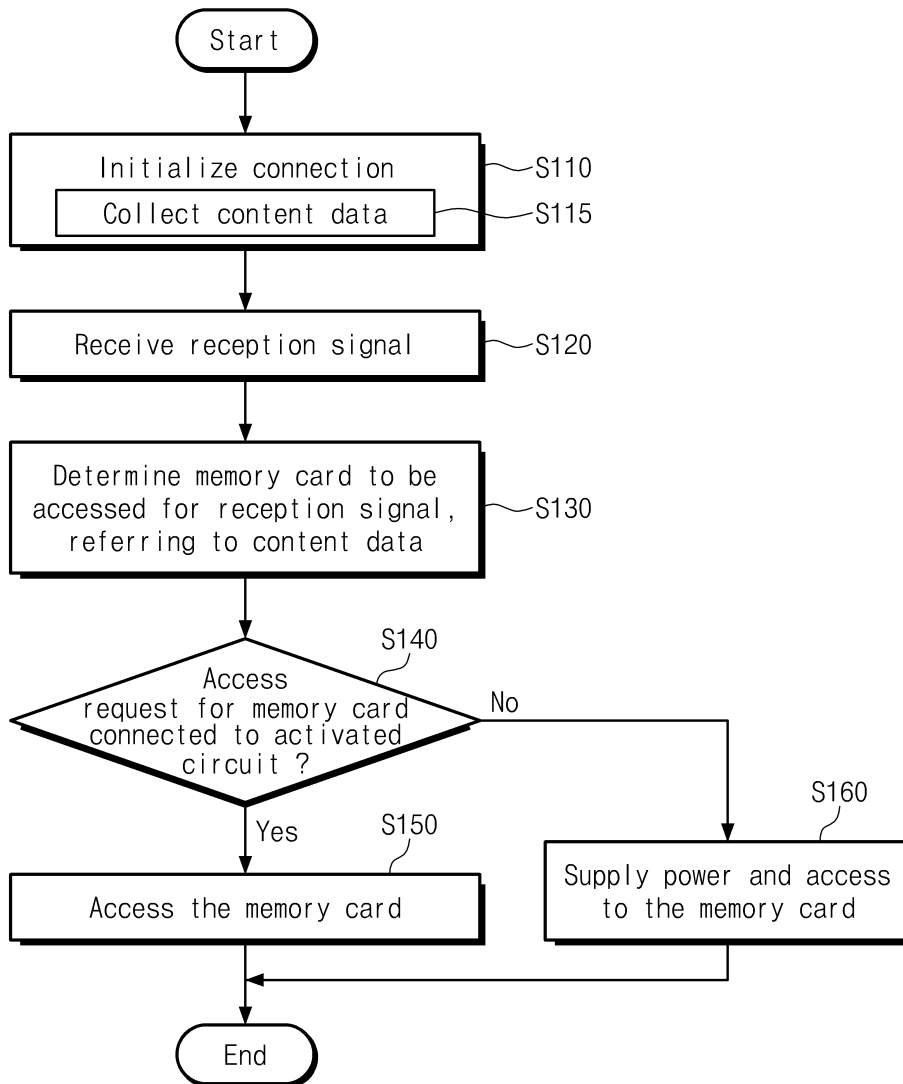 Start
Initialize connection
S110
Collect content data
S115
Receive reception signal
S120
Determine memory card to be
accessed for reception signal,
referring to content data
S130
S140
Access
request for memory card
connected to activated
circuit ?
No
Yes
S150
Access the memory card
S160
Supply power and access
to the memory card
End